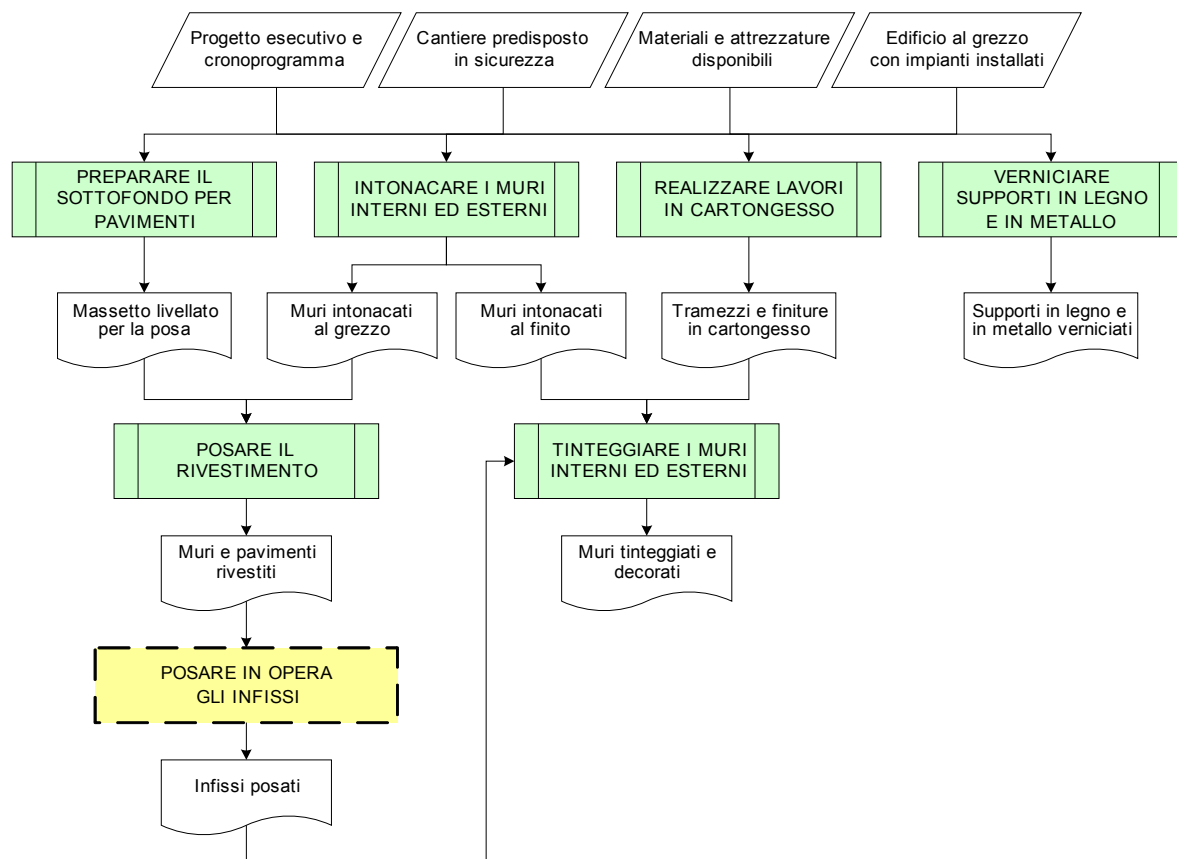 Progetto esecutivo e
cronoprogramma
Cantiere predisposto
in sicurezza
Materiali e attrezzature
disponibili
Edificio al grezzo
con impianti installati
PREPARARE IL
SOTTOFONDO PER
PAVIMENTI
INTONACARE I MURI
INTERNI ED ESTERNI
REALIZZARE LAVORI
IN CARTONGESSO
VERNICIARE
SUPPORTI IN LEGNO
E IN METALLO
Massetto livellato
per la posa
Muri intonacati
al grezzo
Muri intonacati
al finito
Tramezzi e finiture
in cartongesso
Supporti in legno e
in metallo verniciati
POSARE IL
RIVESTIMENTO
TINTEGGIARE I MURI
INTERNI ED ESTERNI
Muri e pavimenti
rivestiti
Muri tinteggiati e
decorati
POSARE IN OPERA
GLI INFISSI
Infissi posati